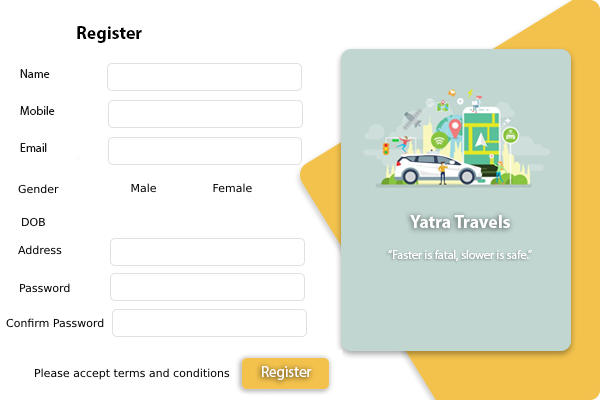 Register
Name
Mobile
Email
Gender Male Female
DOB
Address
Password
Confirm Password
Please accept terms and conditions Register
Yatra Travels
“Faster is fatal, slower is safe.”